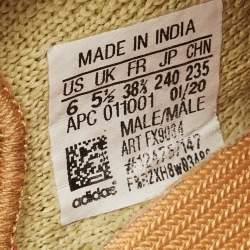 MADE IN INDIA
US UK FR JP CHN
6 5½ 38⅔ 240 235
APC 011001 01/20
MALE/MALE
ART FX9034
adidas